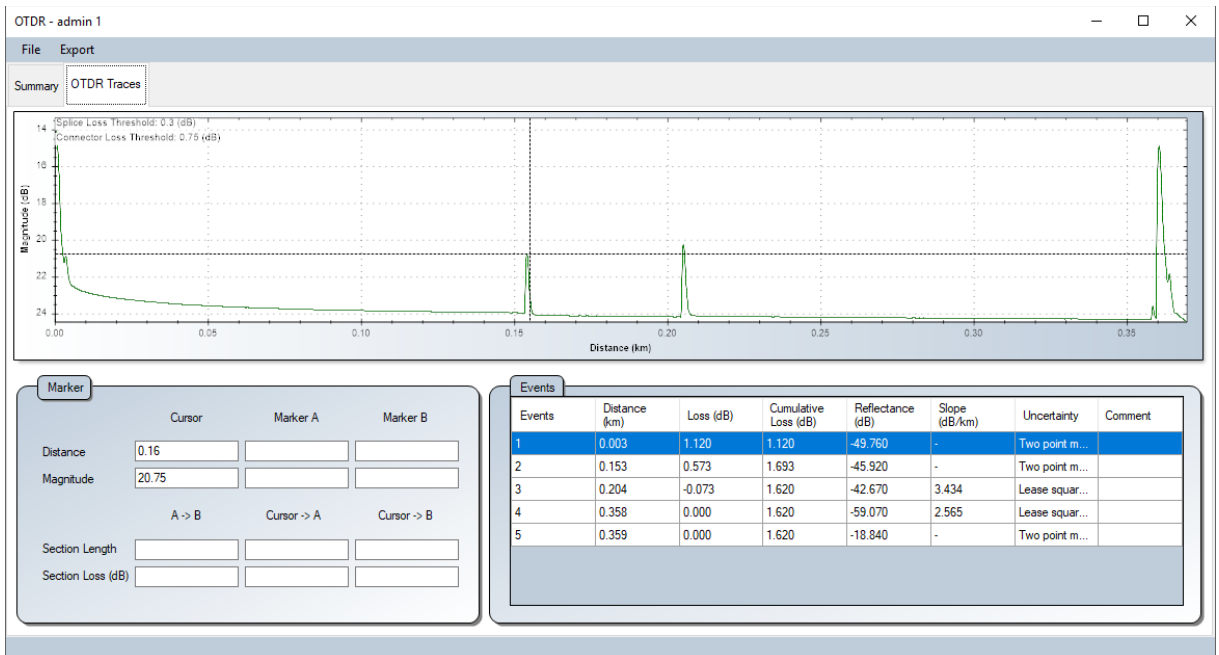 OTDR - admin 1
File Export
Summary OTDR Traces
Splice Loss Threshold: 0.3 (dB)
Connector Loss Threshold: 0.75 (dB)
Magnitude (dB)
14
16
18
20
22
24
0.00 0.05 0.10 0.15 0.20 0.25 0.30 0.35
Distance (km)
Marker
Cursor Marker A Marker B
Distance 0.16
Magnitude 20.75
A -> B Cursor -> A Cursor -> B
Section Length
Section Loss (dB)
Events
Events Distance (km) Loss (dB) Cumulative Loss (dB) Reflectance (dB) Slope (dB/km) Uncertainty Comment
1 0.003 1.120 1.120 -49.760 - Two point m...
2 0.153 0.573 1.693 -45.920 - Two point m...
3 0.204 -0.073 1.620 -42.670 3.434 Lease squar...
4 0.358 0.000 1.620 -59.070 2.565 Lease squar...
5 0.359 0.000 1.620 -18.840 - Two point m...